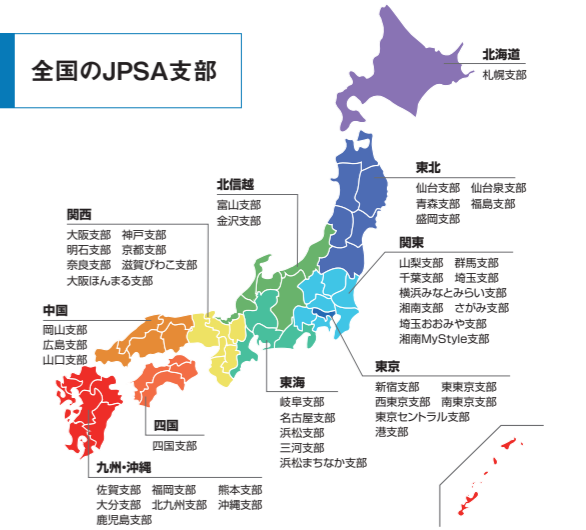 全国のJPSA支部
北海道
札幌支部
東北
仙台支部 仙台泉支部
青森支部 福島支部
盛岡支部
北信越
富山支部
金沢支部
関西
大阪支部 神戸支部
明石支部 京都支部
奈良支部 滋賀びわこ支部
大阪ほんまる支部
関東
山梨支部 群馬支部
千葉支部 埼玉支部
横浜みなとみらい支部
湘南支部 さがみ支部
埼玉おおみや支部
湘南MyStyle支部
中国
岡山支部
広島支部
山口支部
東京
新宿支部 東東京支部
西東京支部 南東京支部
東京セントラル支部
港支部
東海
岐阜支部
名古屋支部
浜松支部
三河支部
浜松まちなか支部
四国
四国支部
九州・沖縄
佐賀支部 福岡支部 熊本支部
大分支部 北九州支部 沖縄支部
鹿児島支部